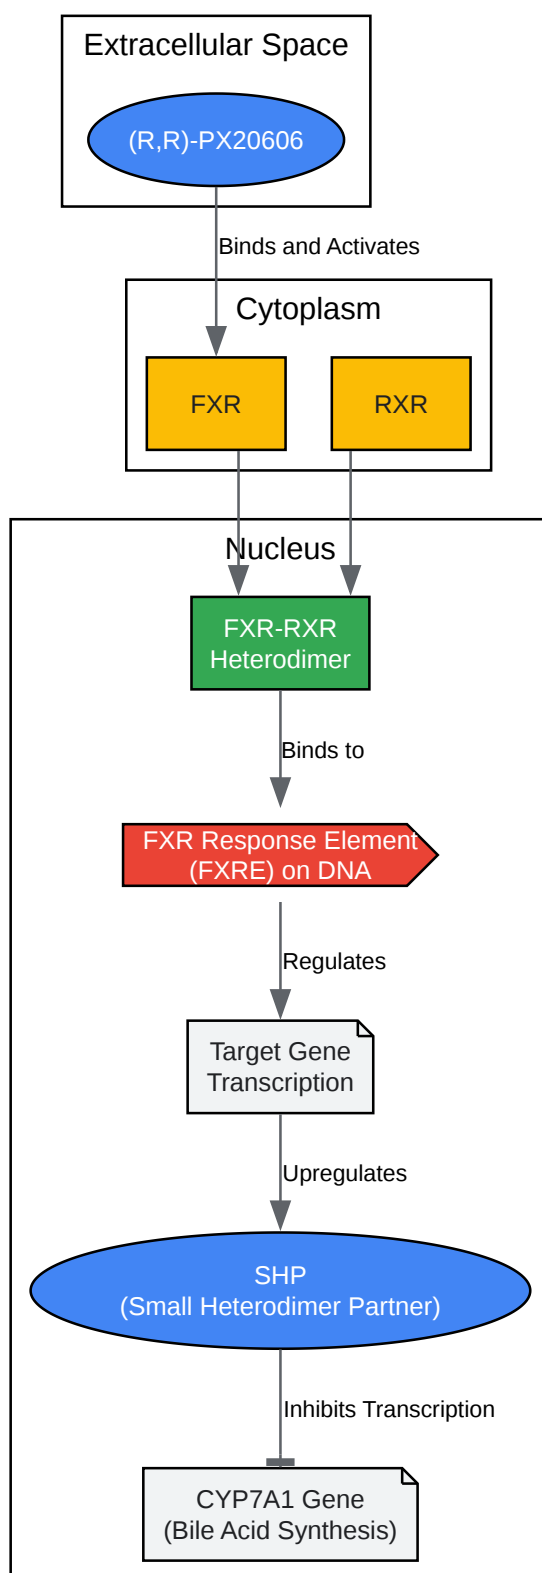 Extracellular Space
(R,R)-PX20606
Binds and Activates
Cytoplasm
FXR
RXR
Nucleus
FXR-RXR
Heterodimer
Binds to
FXR Response Element
(FXRE) on DNA
Regulates
Target Gene
Transcription
Upregulates
SHP
(Small Heterodimer Partner)
Inhibits Transcription
CYP7A1 Gene
(Bile Acid Synthesis)